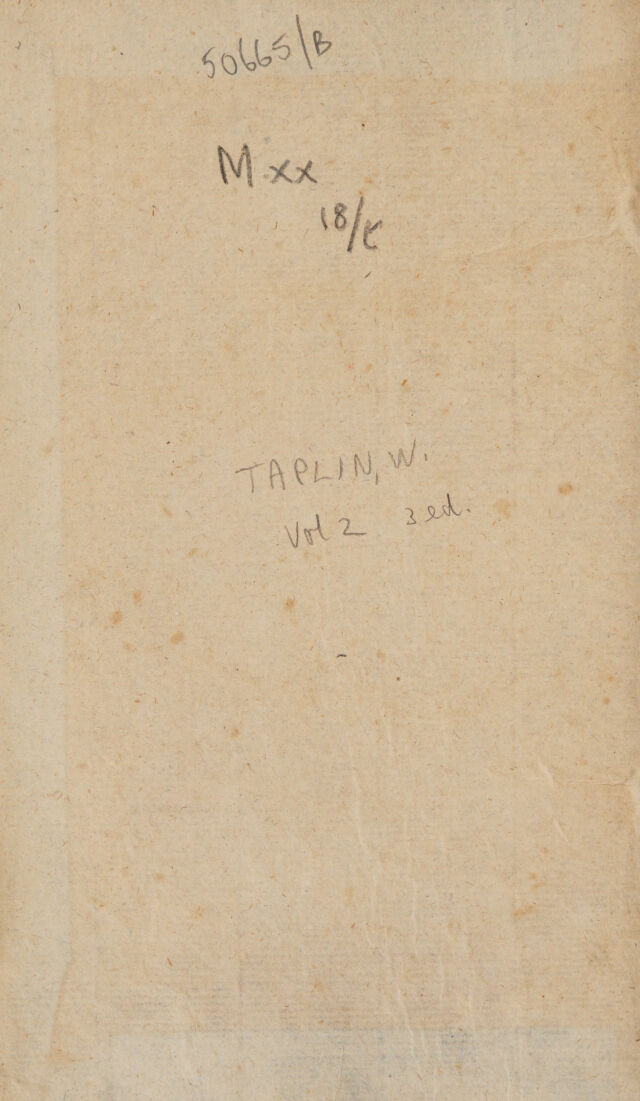 50665/B
M.xx
18/
TAPLIN, W.
Vol 2 3 ed.